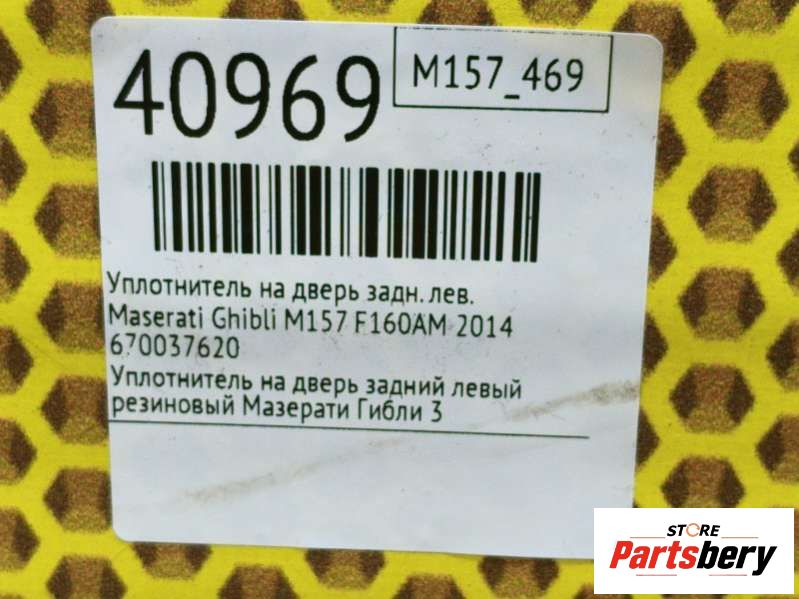 40969
M157_469
Уплотнитель на дверь задн. лев.
Maserati Ghibli M157 F160AM 2014
670037620
Уплотнитель на дверь задний левый
резиновый Мазерати Гибли 3
STORE
Partsbery